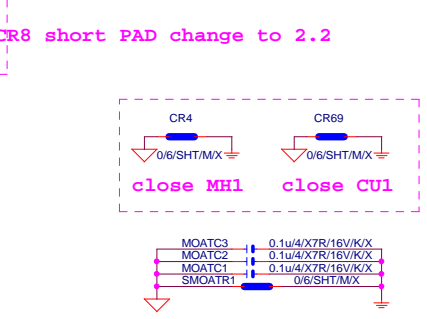 CR8 short PAD change to 2.2
CR4 CR69
0/6/SHT/M/X 0/6/SHT/M/X
close MH1 close CU1
MOATC3 0.1u/4/X7R/16V/K/X
MOATC2 0.1u/4/X7R/16V/K/X
MOATC1 0.1u/4/X7R/16V/K/X
SMOATR1 0/6/SHT/M/X